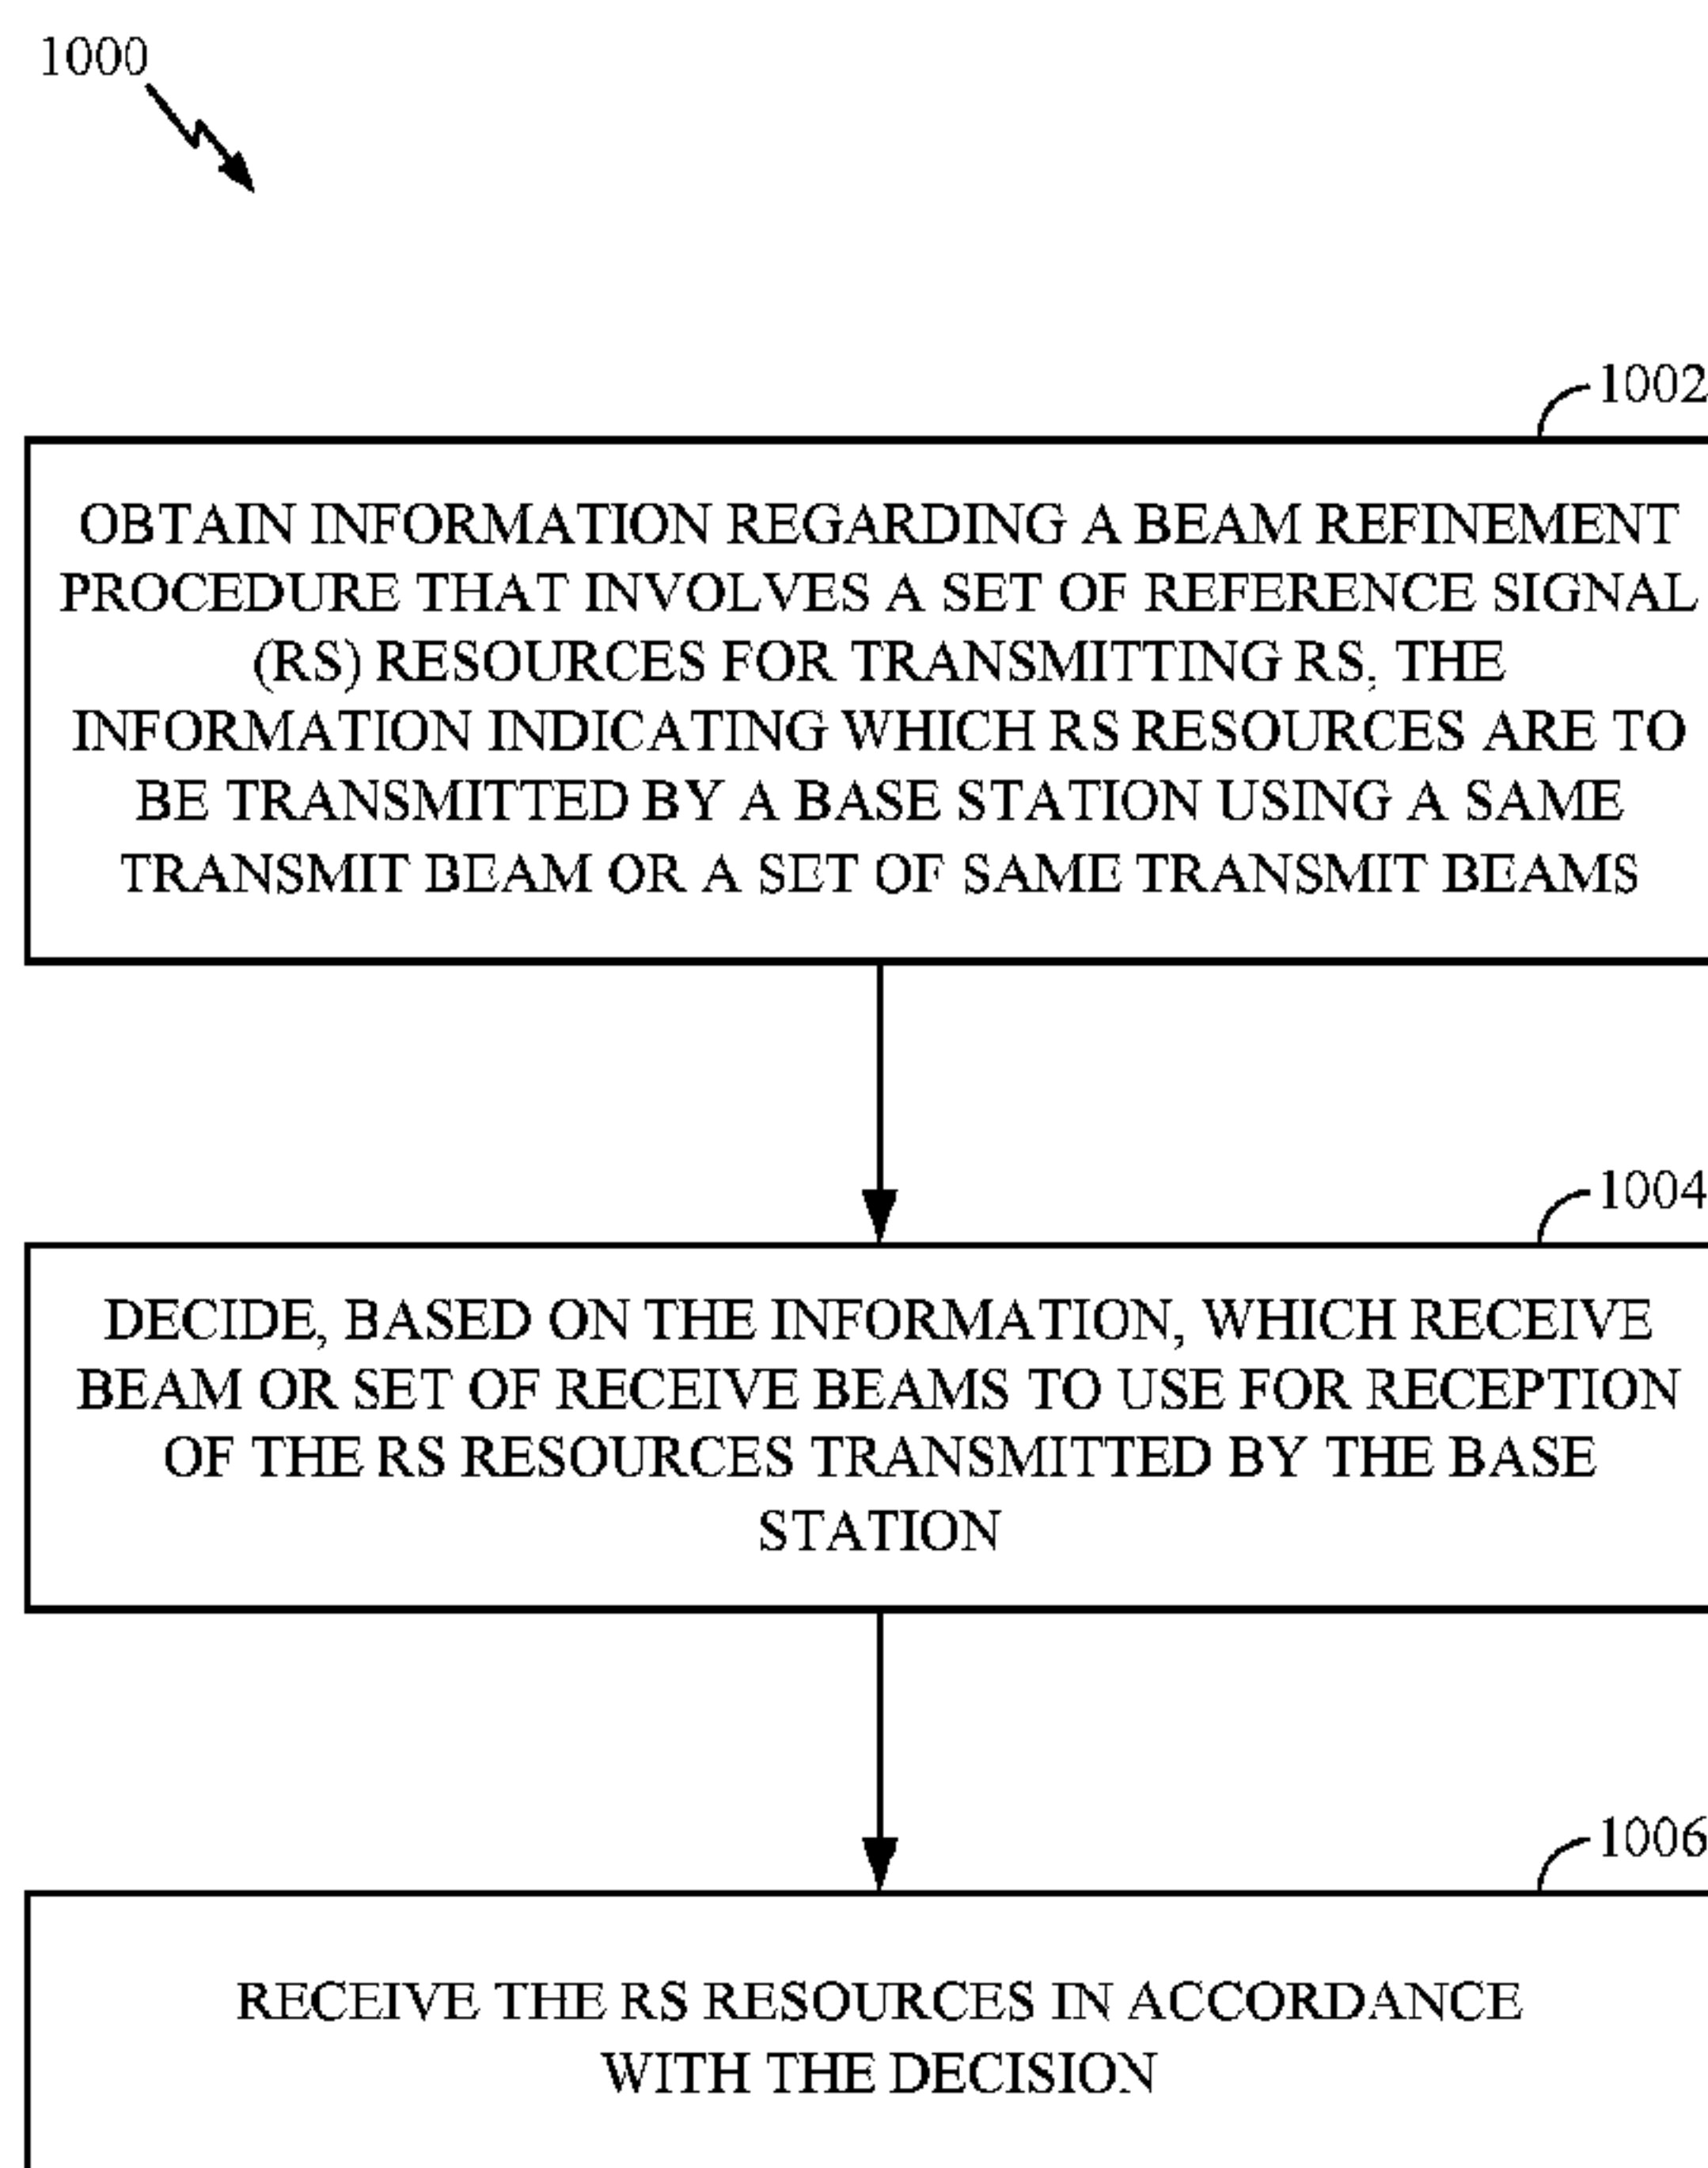 1000
1002
OBTAIN INFORMATION REGARDING A BEAM REFINEMENT
PROCEDURE THAT INVOLVES A SET OF REFERENCE SIGNAL
(RS) RESOURCES FOR TRANSMITTING RS, THE
INFORMATION INDICATING WHICH RS RESOURCES ARE TO
BE TRANSMITTED BY A BASE STATION USING A SAME
TRANSMIT BEAM OR A SET OF SAME TRANSMIT BEAMS
1004
DECIDE, BASED ON THE INFORMATION, WHICH RECEIVE
BEAM OR SET OF RECEIVE BEAMS TO USE FOR RECEPTION
OF THE RS RESOURCES TRANSMITTED BY THE BASE
STATION
1006
RECEIVE THE RS RESOURCES IN ACCORDANCE
WITH THE DECISION